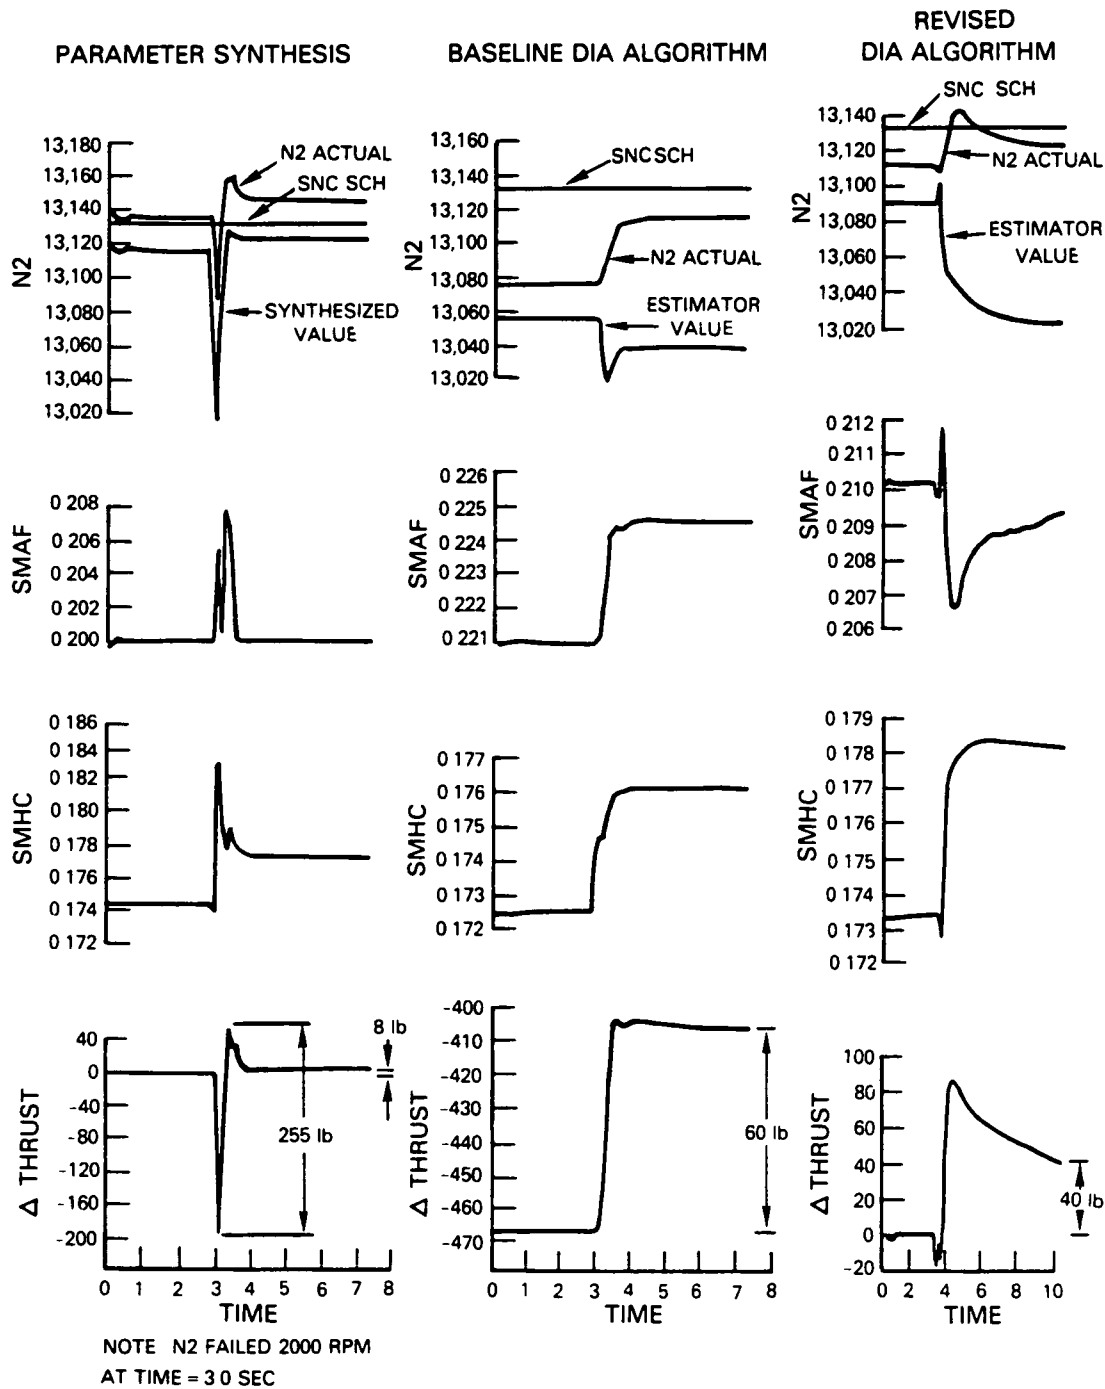 PARAMETER SYNTHESIS
BASELINE DIA ALGORITHM
REVISED
DIA ALGORITHM
N2
13,180
13,160
13,140
13,120
13,100
13,080
13,060
13,040
13,020
N2 ACTUAL
SNC SCH
SYNTHESIZED
VALUE
N2
13,160
13,140
13,120
13,100
13,080
13,060
13,040
13,020
SNC SCH
N2 ACTUAL
ESTIMATOR
VALUE
N2
13,140
13,120
13,100
13,080
13,060
13,040
13,020
SNC SCH
N2 ACTUAL
ESTIMATOR
VALUE
SMAF
0 208
0 206
0 204
0 202
0 200
SMAF
0 226
0 225
0 224
0 223
0 222
0 221
SMAF
0 212
0 211
0 210
0 209
0 208
0 207
0 206
SMHC
0 186
0 184
0 182
0 180
0 178
0 176
0 174
0 172
SMHC
0 177
0 176
0 175
0 174
0 173
0 172
SMHC
0 179
0 178
0 177
0 176
0 175
0 174
0 173
0 172
Δ THRUST
40
0
-40
-80
-120
-160
-200
8 lb
255 lb
0 1 2 3 4 5 6 7 8
TIME
Δ THRUST
-400
-410
-420
-430
-440
-450
-460
-470
60 lb
0 1 2 3 4 5 6 7 8
TIME
Δ THRUST
100
80
60
40
20
0
-20
40 lb
0 2 4 6 8 10
TIME
NOTE N2 FAILED 2000 RPM
AT TIME = 3 0 SEC